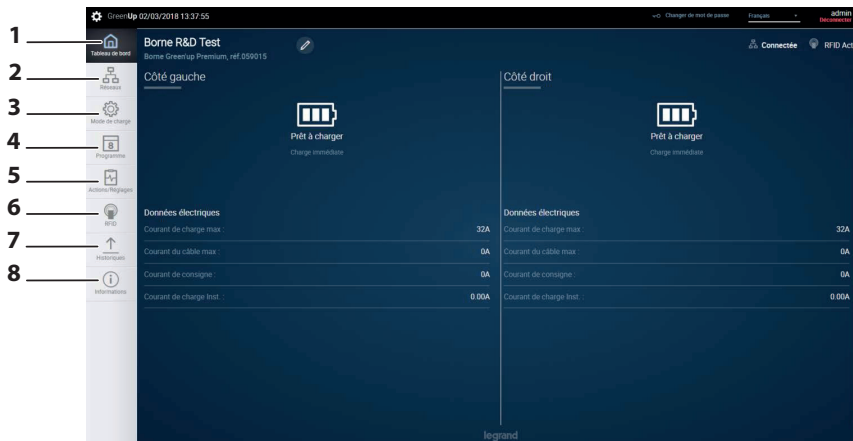 GreenUp 02/03/2018 13:37:55
Changer de mot de passe
Français
admin
Déconnecter
1
Tableau de bord
2
Réseaux
3
Mode de charge
4
8
Programme
5
Actions/Réglages
6
RFID
7
Historiques
8
Informations
Borne R&D Test
Borne Green'up Premium, réf.059015
Connectée
RFID Act
Côté gauche
Prêt à charger
Charge immédiate
Données électriques
Courant de charge max : 32A
Courant du câble max : 0A
Courant de consigne : 0A
Courant de charge Inst. : 0.00A
Côté droit
Prêt à charger
Charge immédiate
Données électriques
Courant de charge max : 32A
Courant du câble max : 0A
Courant de consigne : 0A
Courant de charge Inst. : 0.00A
legrand